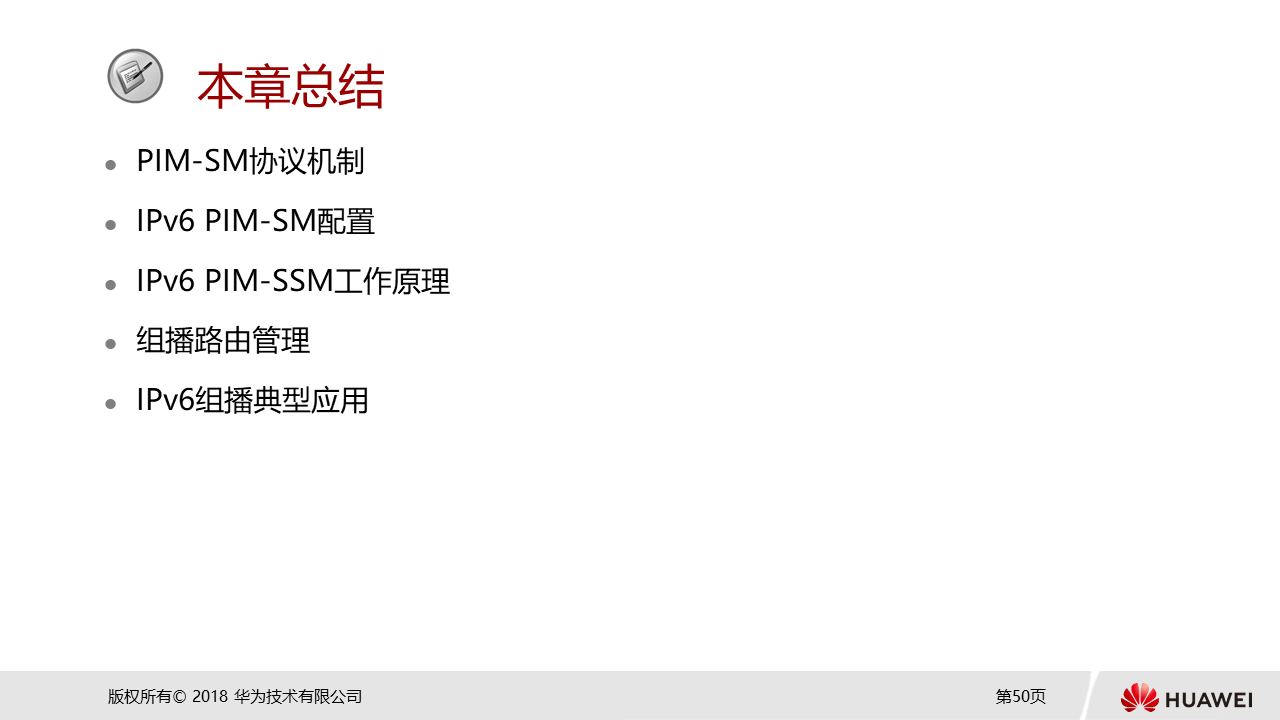 本章总结
PIM-SM协议机制
IPv6 PIM-SM配置
IPv6 PIM-SSM工作原理
组播路由管理
IPv6组播典型应用
版权所有© 2018 华为技术有限公司
第50页
HUAWEI